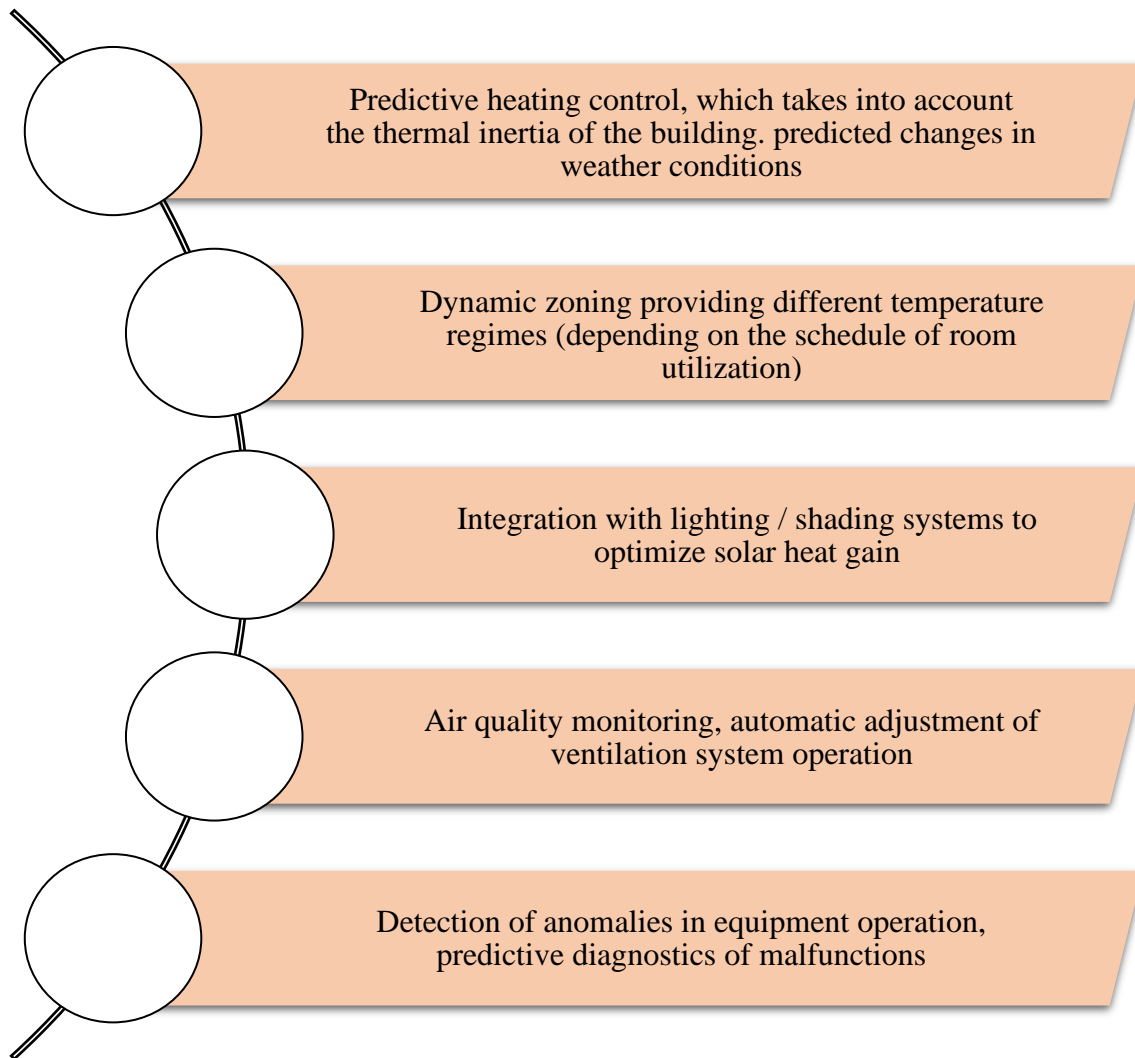 Predictive heating control, which takes into account
the thermal inertia of the building. predicted changes in
weather conditions
Dynamic zoning providing different temperature
regimes (depending on the schedule of room
utilization)
Integration with lighting / shading systems to
optimize solar heat gain
Air quality monitoring, automatic adjustment of
ventilation system operation
Detection of anomalies in equipment operation,
predictive diagnostics of malfunctions